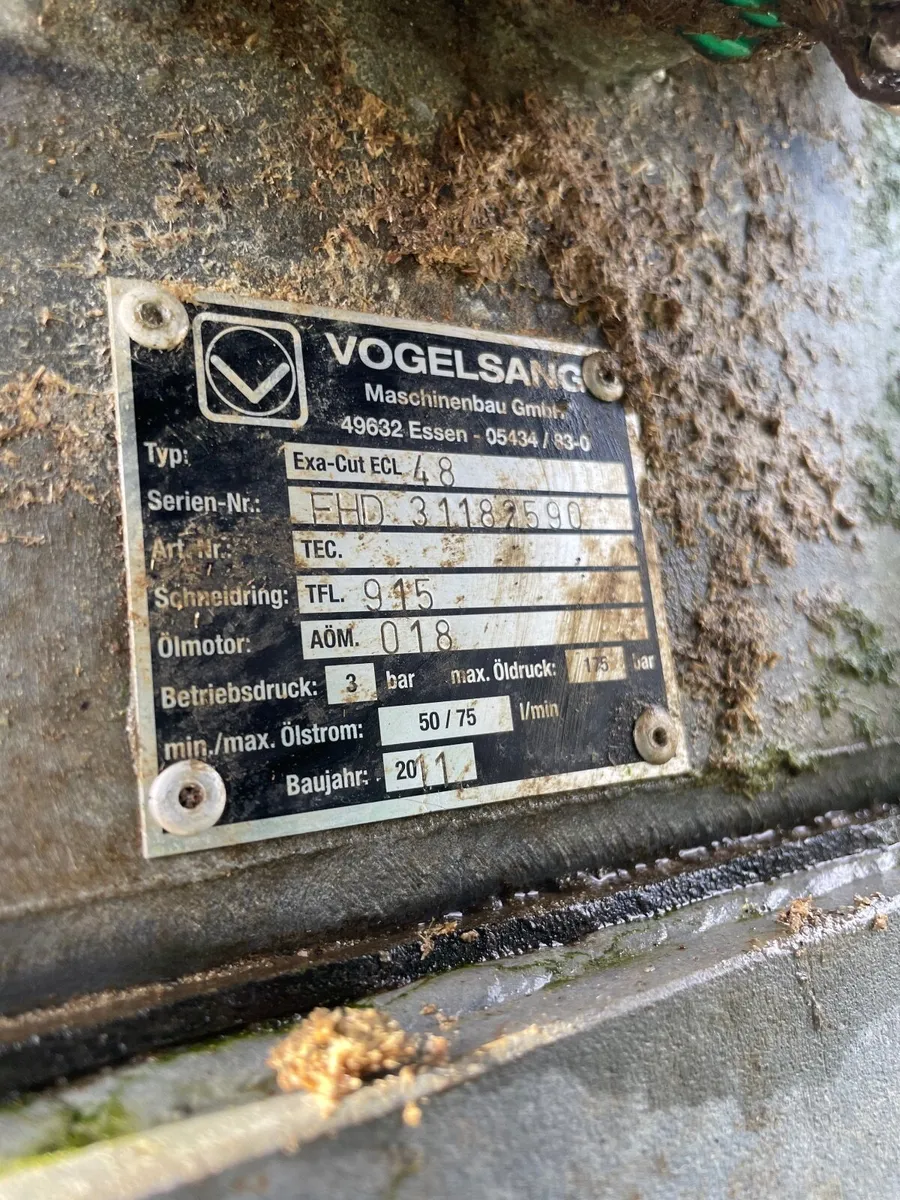 VOGELSANG
Maschinenbau GmbH
49632 Essen - 05434 / 83-0
Typ: Exa-Cut ECL 48
Serien-Nr.: FHD 31182590
Art. Nr.: TEC.
Schneidring: TFL. 915
Ölmotor: AÖM. 018
Betriebsdruck: 3 bar max. Öldruck: 175 bar
min./max. Ölstrom: 50 / 75 l/min
Baujahr: 2011